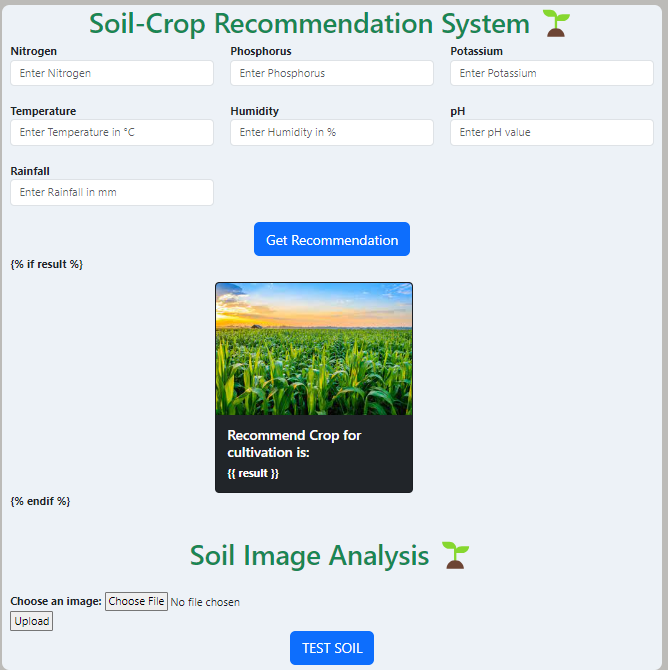 Soil-Crop Recommendation System
Nitrogen Phosphorus Potassium
Enter Nitrogen Enter Phosphorus Enter Potassium
Temperature Humidity pH
Enter Temperature in °C Enter Humidity in % Enter pH value
Rainfall
Enter Rainfall in mm
Get Recommendation
{% if result %}
Recommend Crop for
cultivation is:
{{ result }}
{% endif %}
Soil Image Analysis
Choose an image: Choose File No file chosen
Upload
TEST SOIL